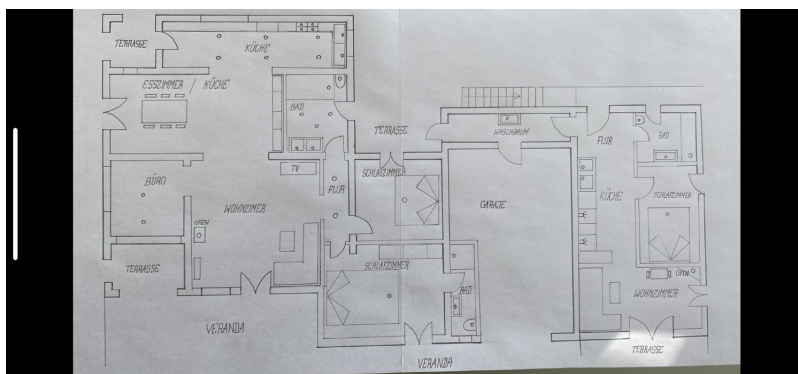 TERRASSE
KÜCHE
ESSZIMMER / KÜCHE
BAD
TERRASSE
WASCHRAUM
FLUR
BAD
BÜRO
TV
SCHLAFZIMMER
FLUR
WOHNZIMER
OFEN
GARAGE
KÜCHE
SCHLAFZIMMER
TERRASSE
SCHLAFZIMMER
BAD
OFEN
WOHNZIMMER
VERANDA
VERANDA
TERRASSE